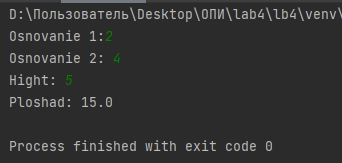 D:\Пользователь\Desktop\ОПИ\lab4\lb4\venv\
Osnovanie 1:2
Osnovanie 2: 4
Hight: 5
Ploshad: 15.0
Process finished with exit code 0